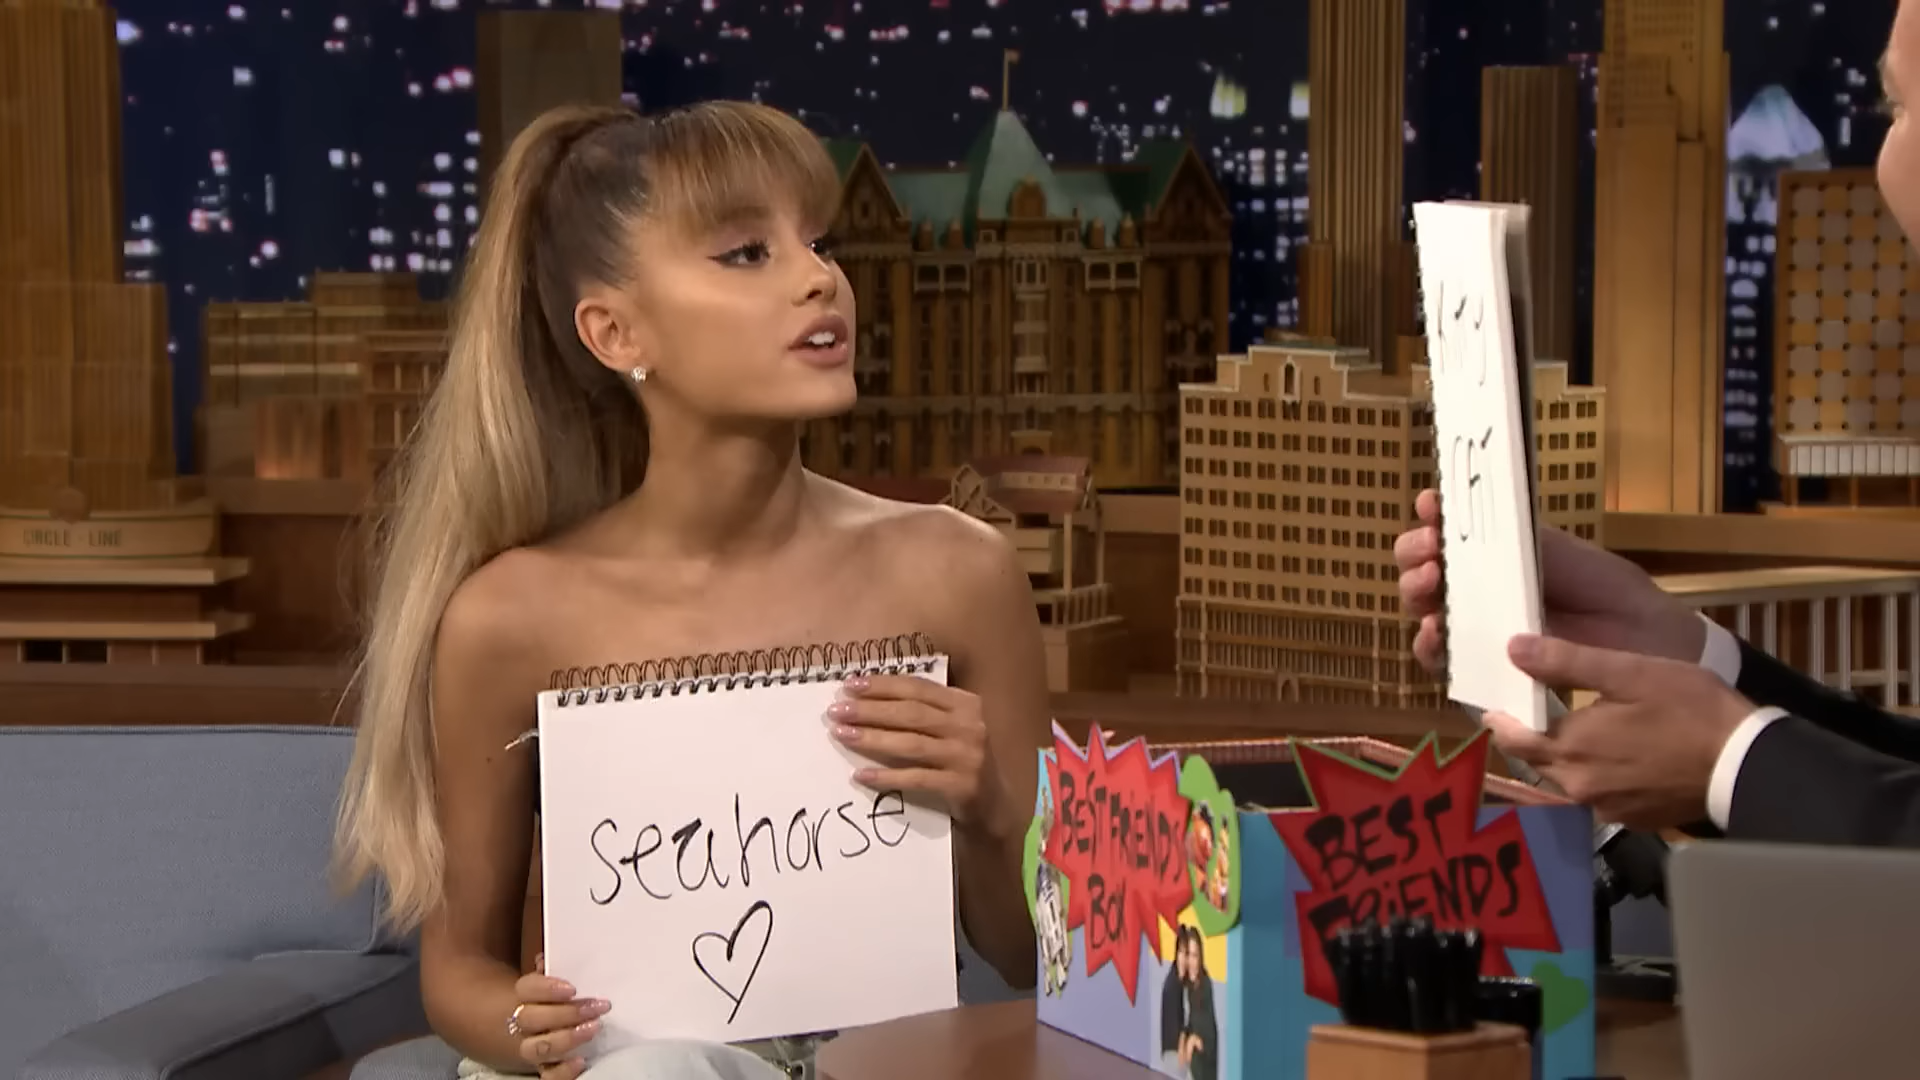 CIRCLE - LINE
seahorse
BEST FRIENDS
BOX
BEST
FRiENDS